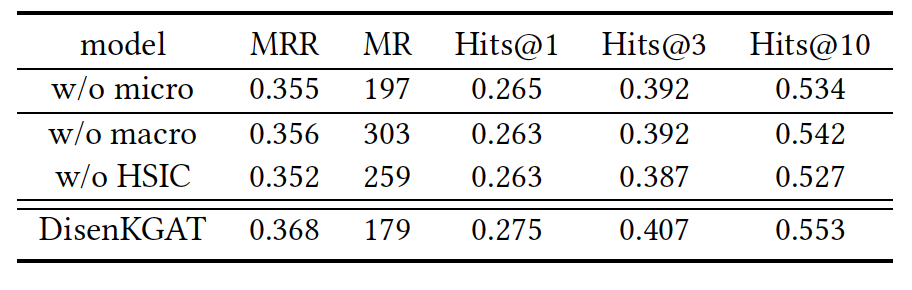 model MRR MR Hits@1 Hits@3 Hits@10
w/o micro 0.355 197 0.265 0.392 0.534
w/o macro 0.356 303 0.263 0.392 0.542
w/o HSIC 0.352 259 0.263 0.387 0.527
DisenKGAT 0.368 179 0.275 0.407 0.553